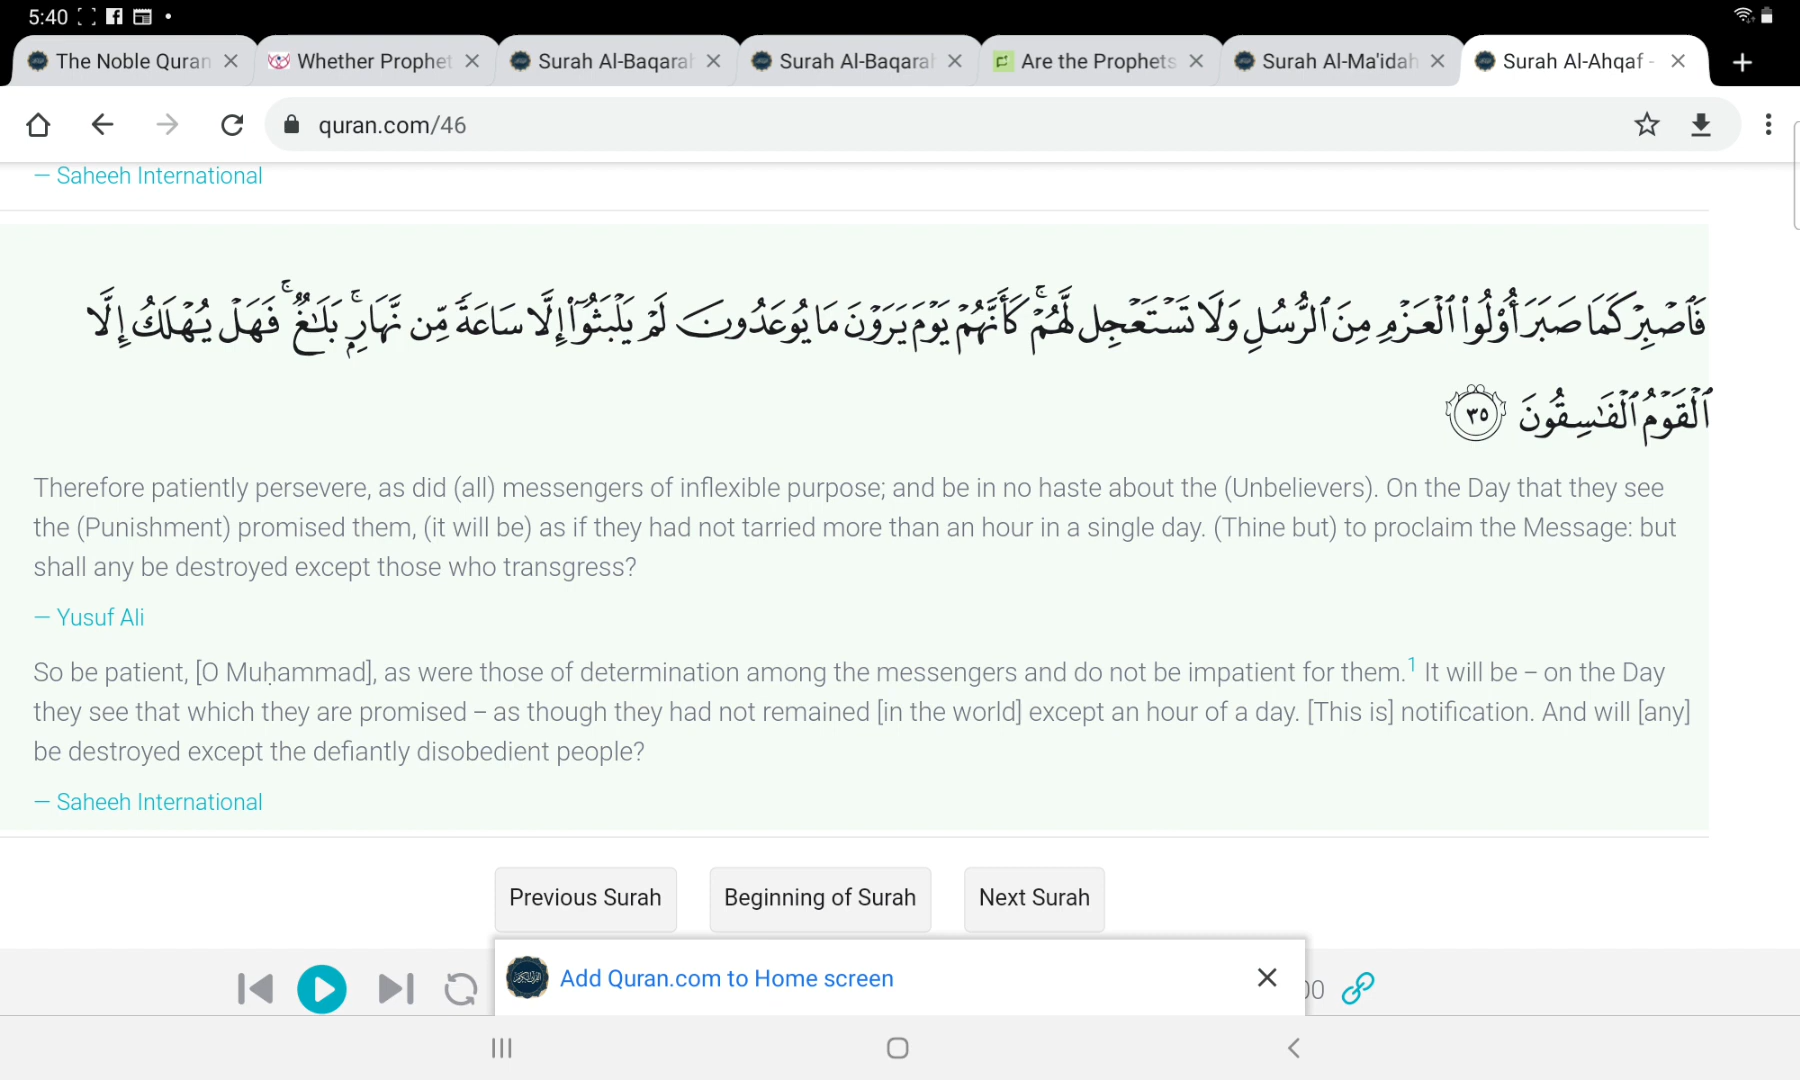 5:40
The Noble Quran
Whether Prophet
Surah Al-Baqarah
Surah Al-Baqarah
Are the Prophets
Surah Al-Ma'idah
Surah Al-Ahqaf -
quran.com/46
— Saheeh International
فَٱصْبِرْ كَمَا صَبَرَ أُو۟لُوا۟ ٱلْعَزْمِ مِنَ ٱلرُّسُلِ وَلَا تَسْتَعْجِل لَّهُمْ ۚ كَأَنَّهُمْ يَوْمَ يَرَوْنَ مَا يُوعَدُونَ لَمْ يَلْبَثُوٓا۟ إِلَّا سَاعَةً مِّن نَّهَارٍۭ ۚ بَلَـٰغٌ ۚ فَهَلْ يُهْلَكُ إِلَّا
ٱلْقَوْمُ ٱلْفَـٰسِقُونَ ٣٥
Therefore patiently persevere, as did (all) messengers of inflexible purpose; and be in no haste about the (Unbelievers). On the Day that they see
the (Punishment) promised them, (it will be) as if they had not tarried more than an hour in a single day. (Thine but) to proclaim the Message: but
shall any be destroyed except those who transgress?
— Yusuf Ali
So be patient, [O Muḥammad], as were those of determination among the messengers and do not be impatient for them.1 It will be – on the Day
they see that which they are promised – as though they had not remained [in the world] except an hour of a day. [This is] notification. And will [any]
be destroyed except the defiantly disobedient people?
— Saheeh International
Previous Surah
Beginning of Surah
Next Surah
Add Quran.com to Home screen
00